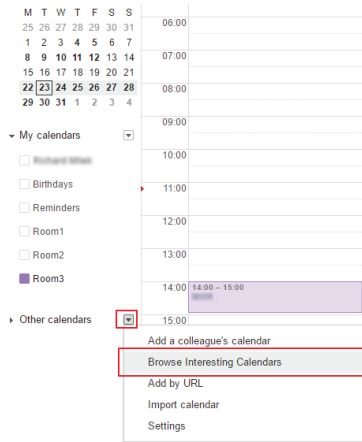 M T W T F S S
25 26 27 28 29 30 31
1 2 3 4 5 6 7
8 9 10 11 12 13 14
15 16 17 18 19 20 21
22 23 24 25 26 27 28
29 30 31 1 2 3 4
My calendars
Birthdays
Reminders
Room1
Room2
Room3
Other calendars
06:00
07:00
08:00
09:00
10:00
11:00
12:00
13:00
14:00 14:00 – 15:00
15:00
Add a colleague's calendar
Browse Interesting Calendars
Add by URL
Import calendar
Settings